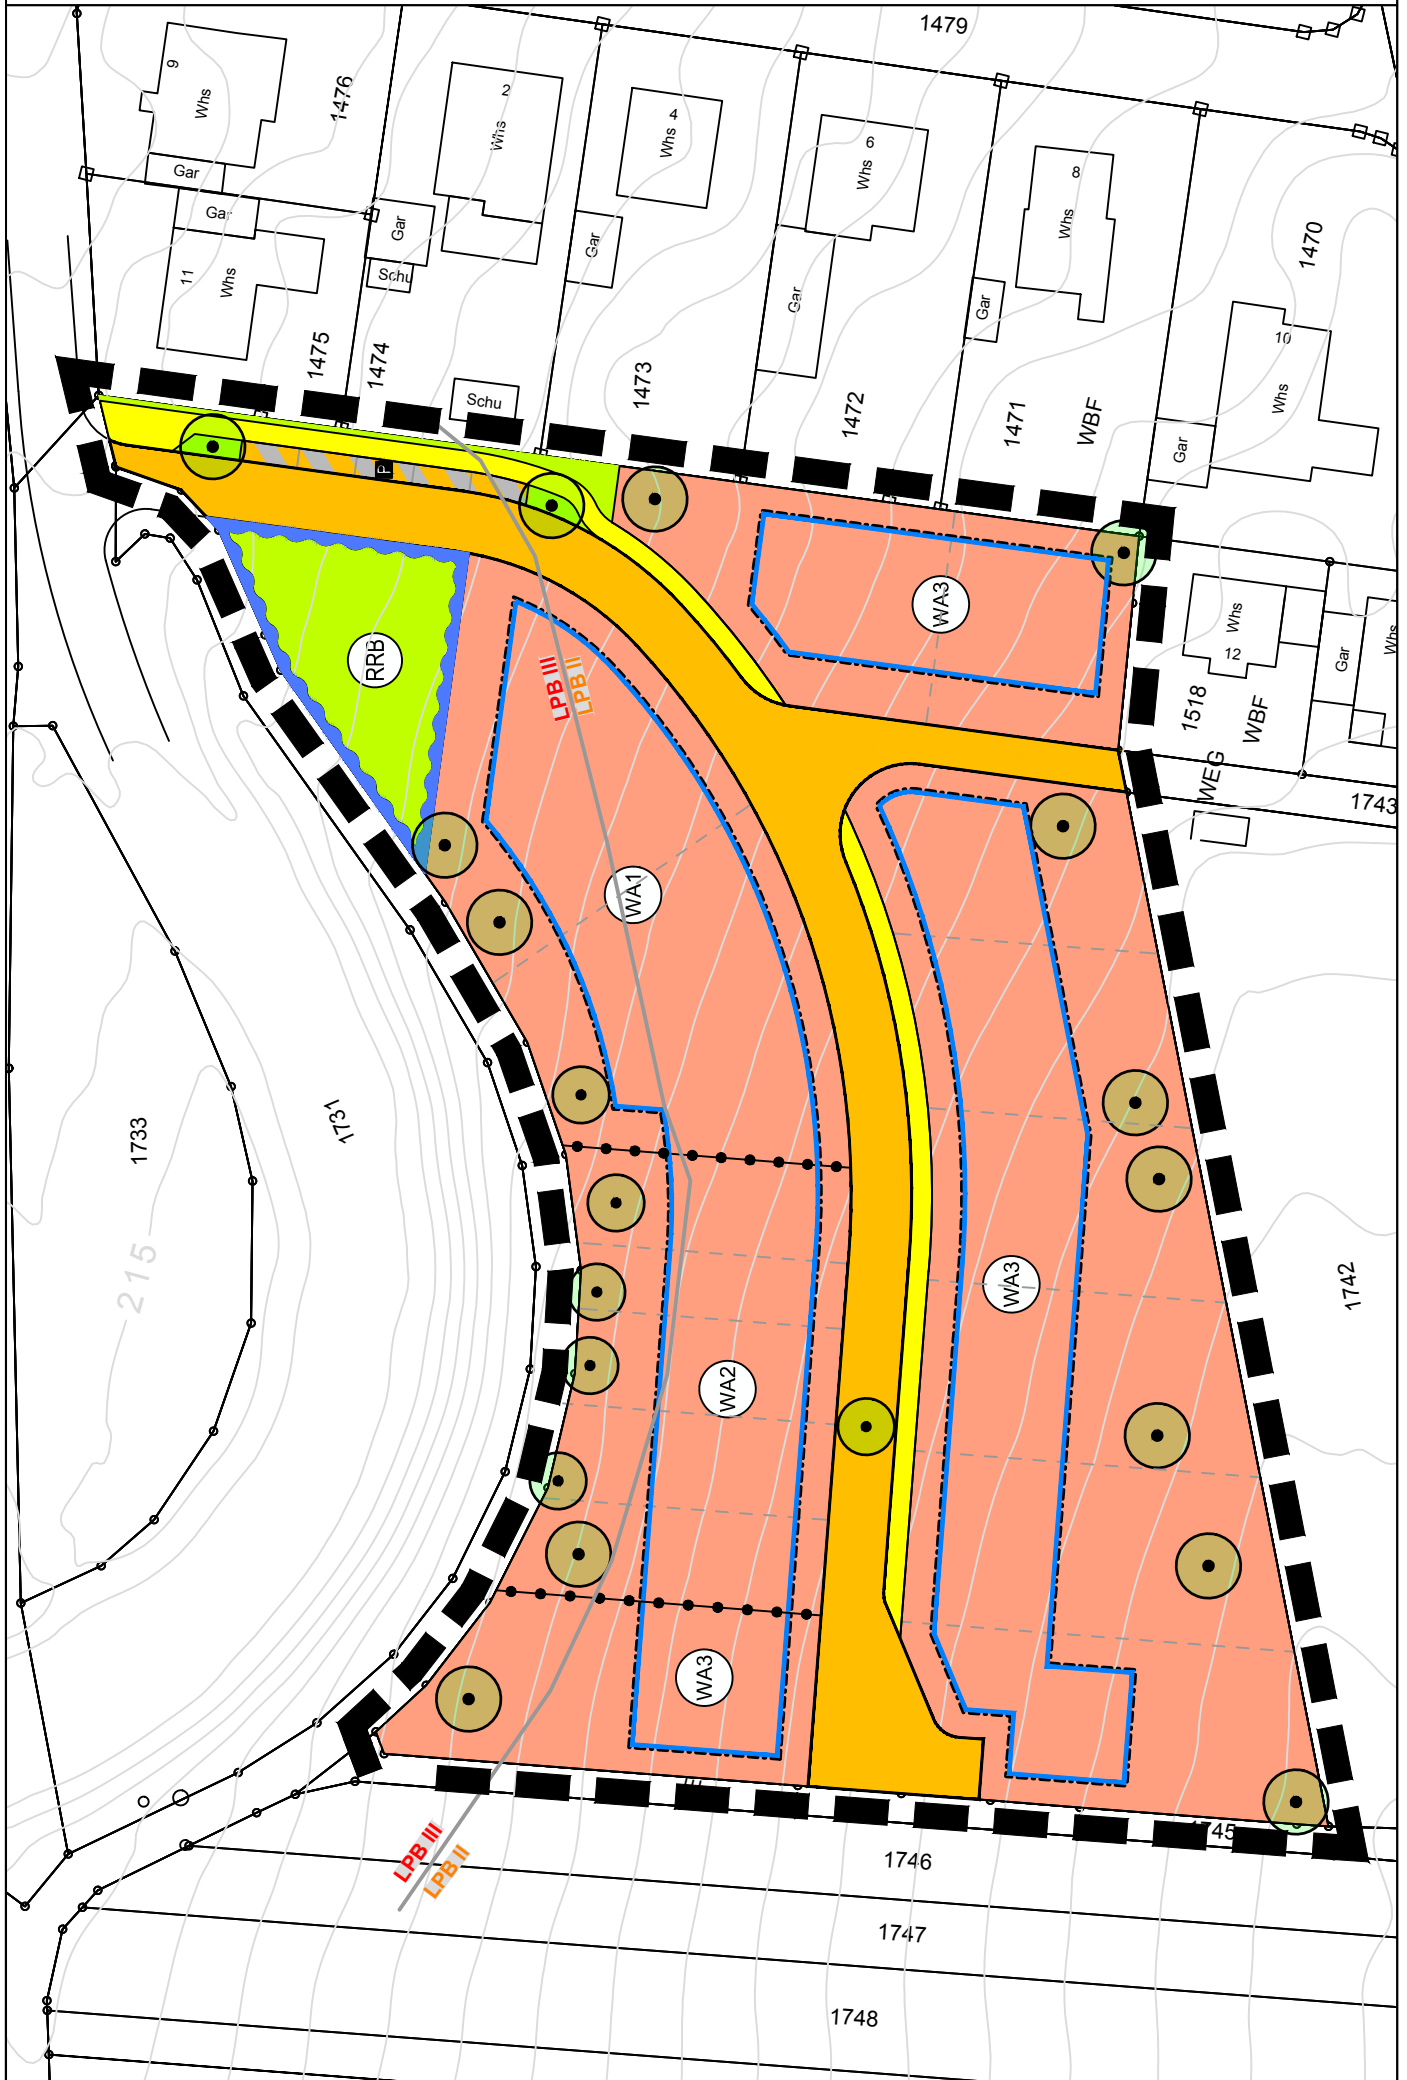 1479
9
Whs
1476
2
Whs
4
Whs
6
Whs
8
Whs
Gar
Gar
Gar
Schu
Gar
Gar
Gar
11
Whs
1470
10
Whs
1475
1474
Schu
1473
1472
1471
WBF
Gar
P
WA3
RRB
LPB III
LPB II
Whs
12
Gar
Whs
1518
WBF
WEG
1743
WA1
1733
1731
215
WA3
1742
WA2
WA3
LPB III
LPB II
1745
1746
1747
1748